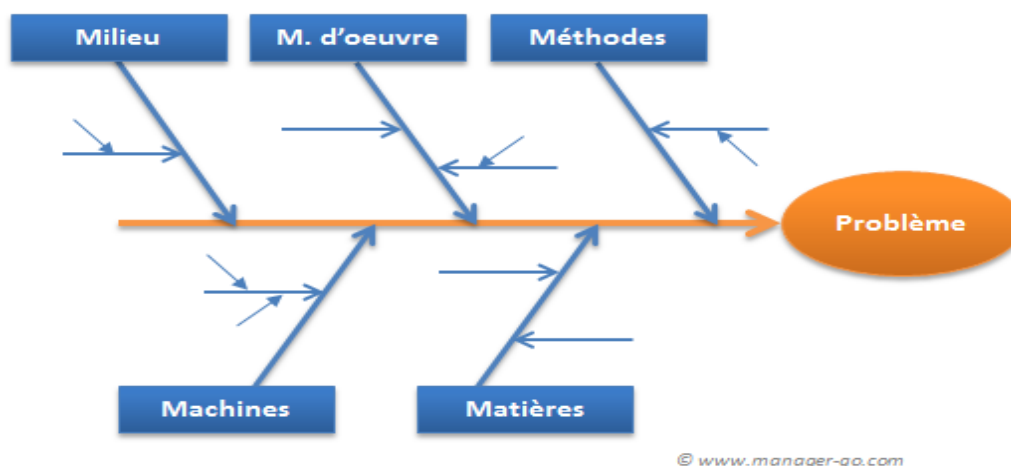 Milieu
M. d'oeuvre
Méthodes
Problème
Machines
Matières
© www.manager-go.com